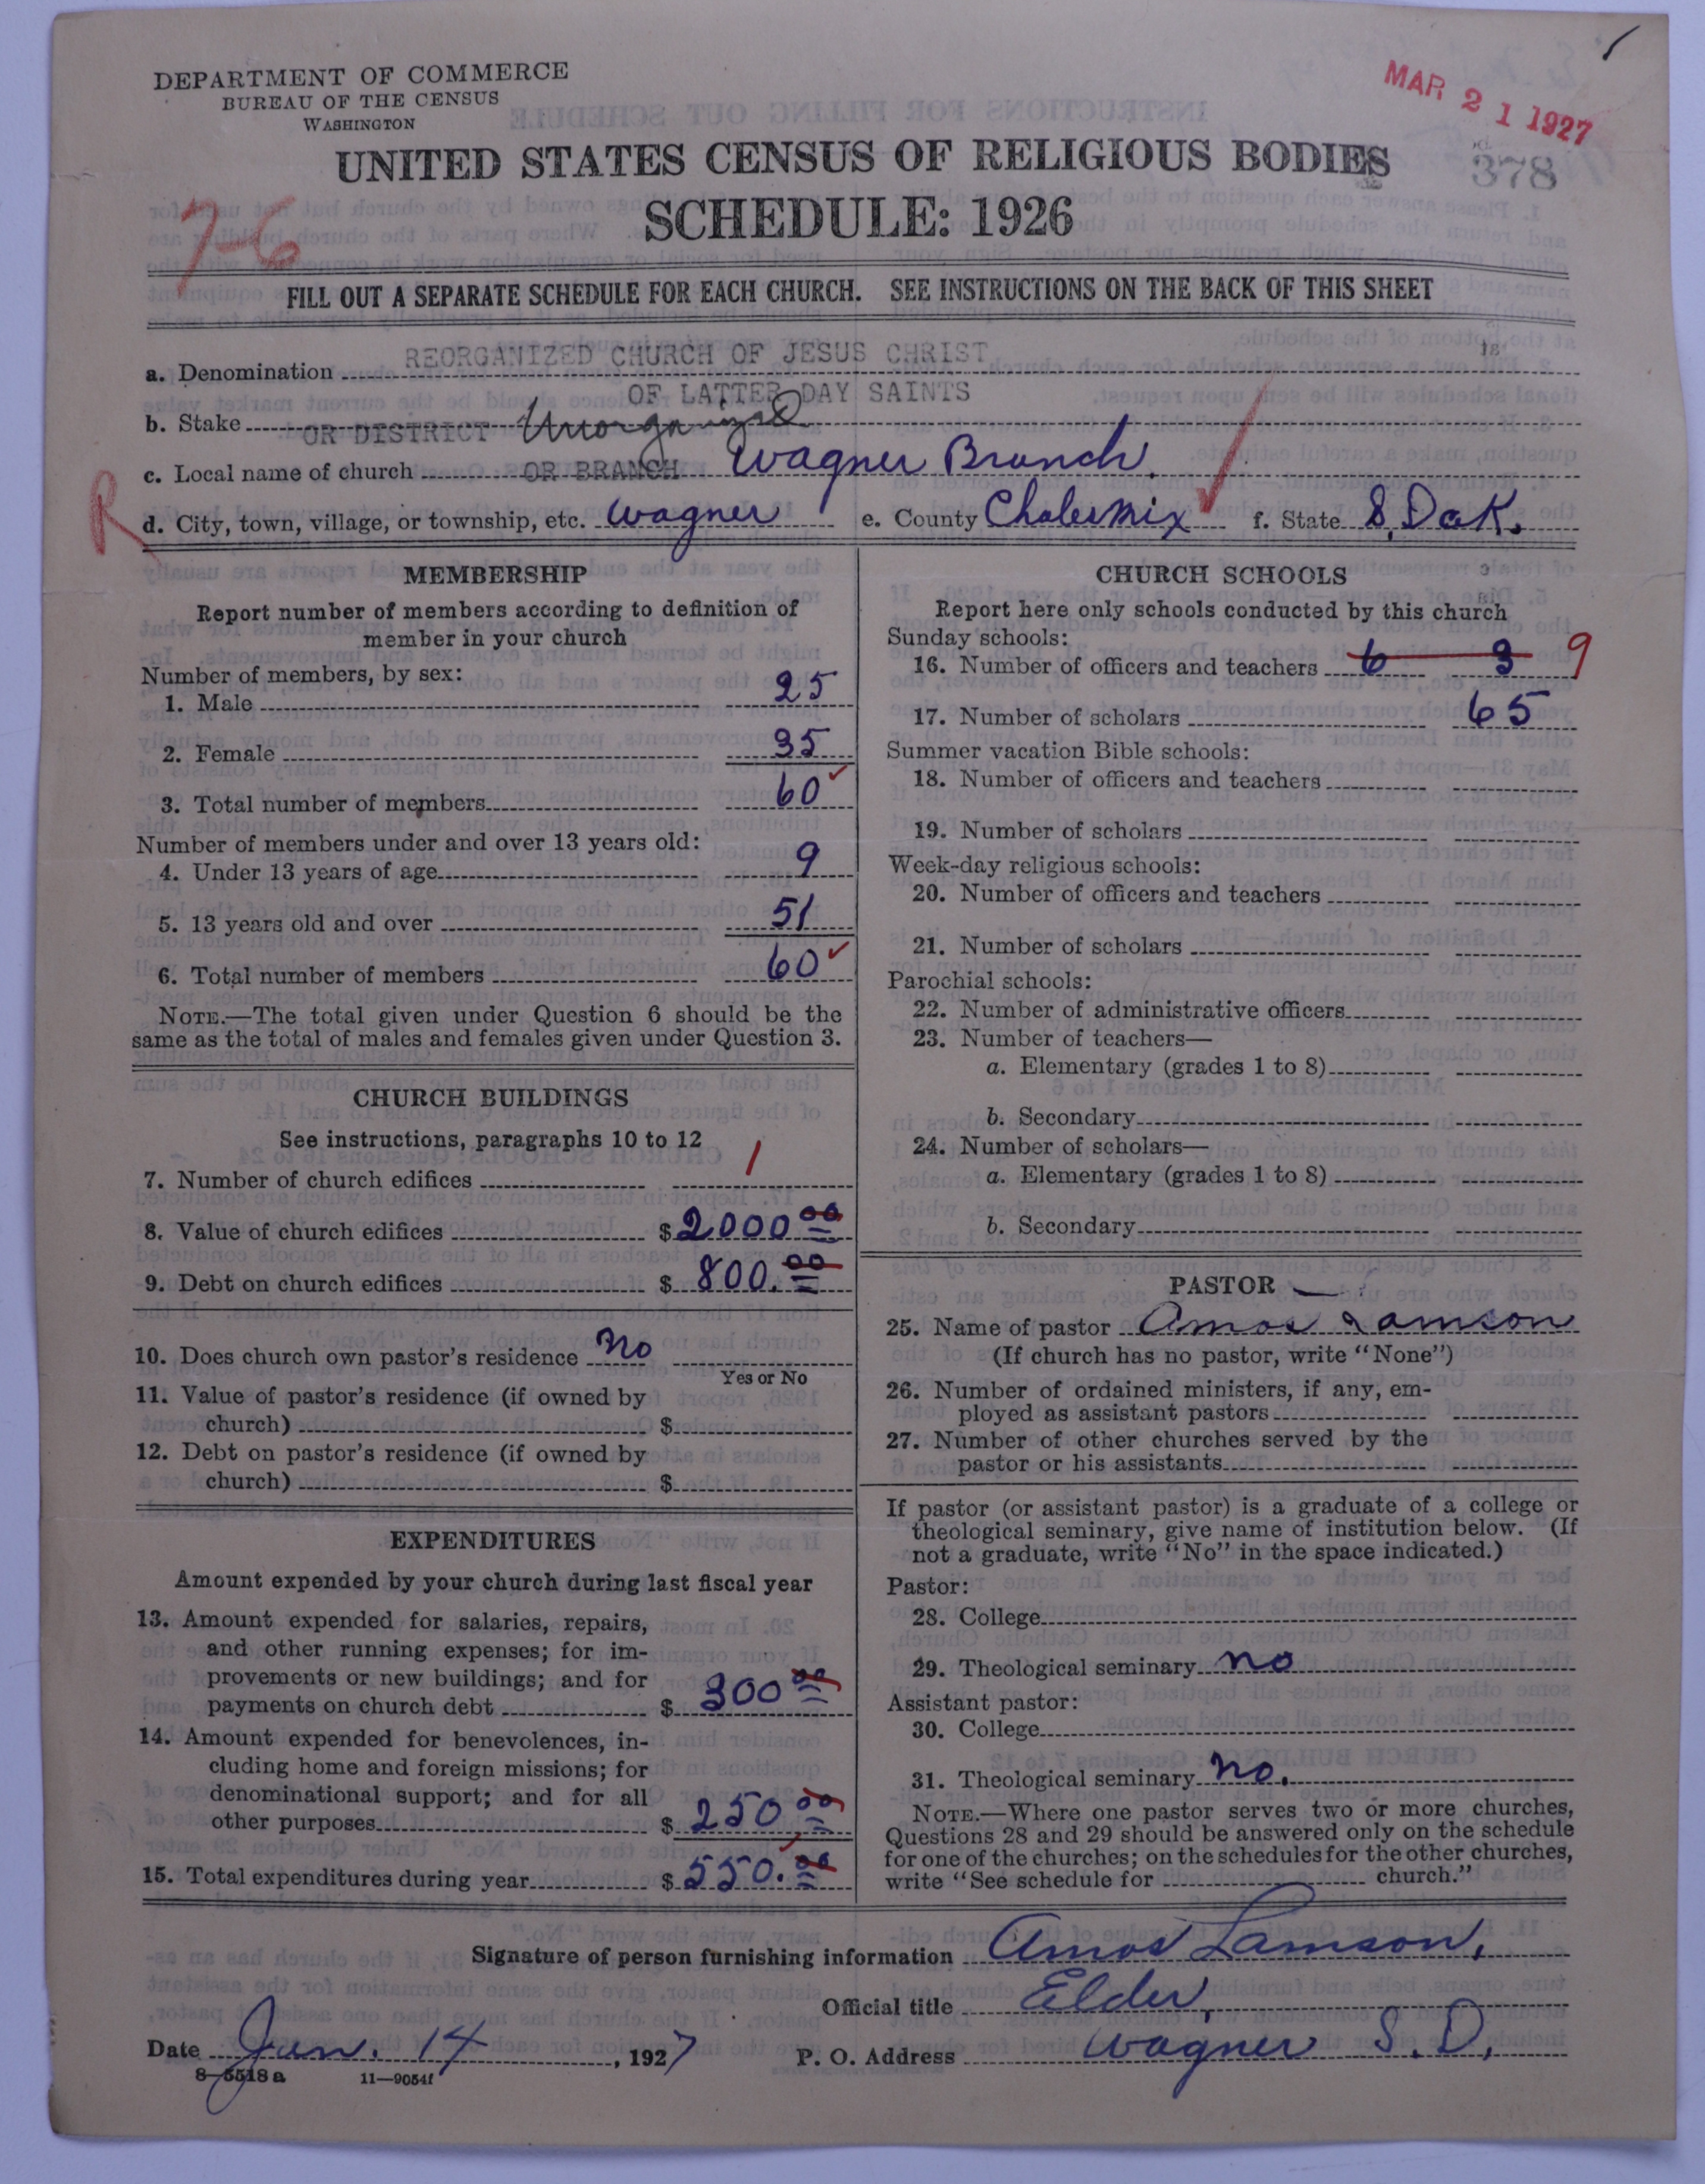 DEPARTMENT OF COMMERCE
BUREAU OF THE CENSUS
WASHINGTON
MAR 21 1927
378
UNITED STATES CENSUS OF RELIGIOUS BODIES
SCHEDULE: 1926
7-6
FILL OUT A SEPARATE SCHEDULE FOR EACH CHURCH. SEE INSTRUCTIONS ON THE BACK OF THIS SHEET
a. Denomination REORGANIZED CHURCH OF JESUS CHRIST
OF LATTER DAY SAINTS
b. Stake OR DISTRICT Unorganized
c. Local name of church OR BRANCH Wagner Branch.
R
d. City, town, village, or township, etc. Wagner e. County Chalesmix f. State S. Dak.
MEMBERSHIP
Report number of members according to definition of
member in your church
Number of members, by sex:
1. Male 25
2. Female 35
3. Total number of members 60
Number of members under and over 13 years old:
4. Under 13 years of age 9
5. 13 years old and over 51
6. Total number of members 60
NOTE.—The total given under Question 6 should be the
same as the total of males and females given under Question 3.
CHURCH BUILDINGS
See instructions, paragraphs 10 to 12
7. Number of church edifices 1
8. Value of church edifices $2000 00
9. Debt on church edifices $ 800. 00
10. Does church own pastor's residence No
Yes or No
11. Value of pastor's residence (if owned by
church) $
12. Debt on pastor's residence (if owned by
church) $
EXPENDITURES
Amount expended by your church during last fiscal year
13. Amount expended for salaries, repairs,
and other running expenses; for im-
provements or new buildings; and for
payments on church debt $ 300 00
14. Amount expended for benevolences, in-
cluding home and foreign missions; for
denominational support; and for all
other purposes $ 250 00
15. Total expenditures during year $ 550. 00
CHURCH SCHOOLS
Report here only schools conducted by this church
Sunday schools:
16. Number of officers and teachers 6 3 9
17. Number of scholars 65
Summer vacation Bible schools:
18. Number of officers and teachers
19. Number of scholars
Week-day religious schools:
20. Number of officers and teachers
21. Number of scholars
Parochial schools:
22. Number of administrative officers
23. Number of teachers—
a. Elementary (grades 1 to 8)
b. Secondary
24. Number of scholars—
a. Elementary (grades 1 to 8)
b. Secondary
PASTOR
25. Name of pastor Amos Lamson
(If church has no pastor, write "None")
26. Number of ordained ministers, if any, em-
ployed as assistant pastors
27. Number of other churches served by the
pastor or his assistants
If pastor (or assistant pastor) is a graduate of a college or
theological seminary, give name of institution below. (If
not a graduate, write "No" in the space indicated.)
Pastor:
28. College
29. Theological seminary no
Assistant pastor:
30. College
31. Theological seminary no.
NOTE.—Where one pastor serves two or more churches,
Questions 28 and 29 should be answered only on the schedule
for one of the churches; on the schedules for the other churches,
write "See schedule for church."
Signature of person furnishing information Amos Lamson,
Official title Elder,
Date Jan. 14, 1927 P. O. Address Wagner S. D,
8-5518a 11-9054f